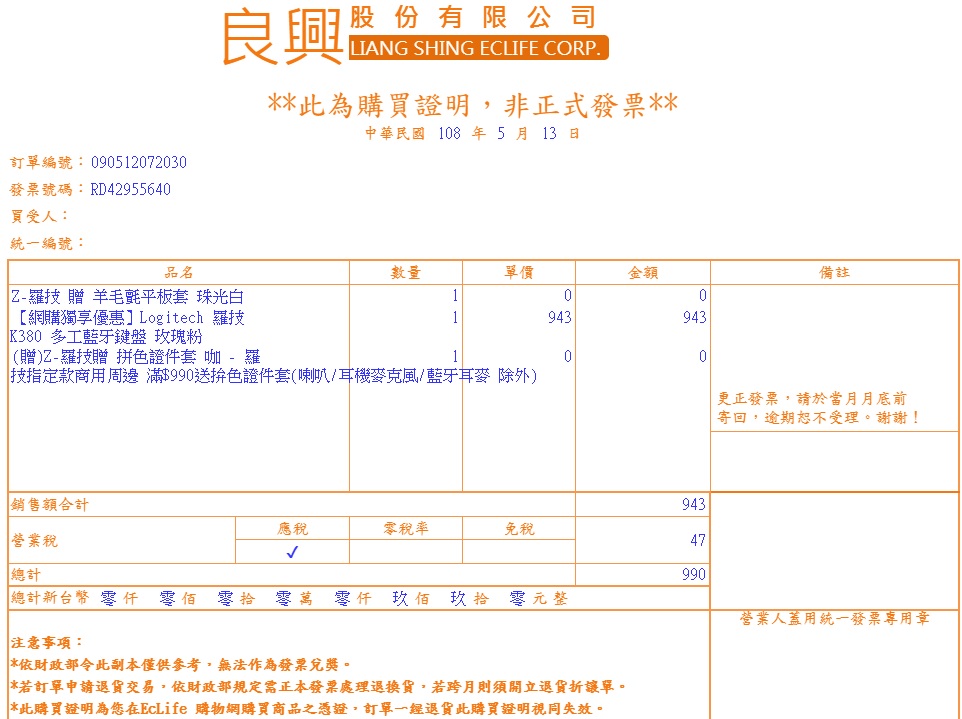 良興 股份有限公司
LIANG SHING ECLIFE CORP.
**此為購買證明，非正式發票**
中華民國 108 年 5 月 13 日
訂單編號：090512072030
發票號碼：RD42955640
買受人：
統一編號：
品名 數量 單價 金額 備註
Z-羅技 贈 羊毛氈平板套 珠光白 1 0 0
【網購獨享優惠】Logitech 羅技 1 943 943
K380 多工藍牙鍵盤 玫瑰粉
(贈)Z-羅技贈 拼色證件套 咖 - 羅 1 0 0
技指定款商用周邊 滿$990送拚色證件套(喇叭/耳機麥克風/藍牙耳麥 除外)
更正發票，請於當月月底前
寄回，逾期恕不受理。謝謝！
銷售額合計 943
營業稅 應稅 零稅率 免稅 47
✓
總計 990
總計新台幣 零 仟 零 佰 零 拾 零 萬 零 仟 玖 佰 玖 拾 零 元 整
營業人蓋用統一發票專用章
注意事項：
*依財政部令此副本僅供參考，無法作為發票兌獎。
*若訂單申請退貨交易，依財政部規定需正本發票處理退換貨，若跨月則須開立退貨折讓單。
*此購買證明為您在EcLife 購物網購買商品之憑證，訂單一經退貨此購買證明視同失效。